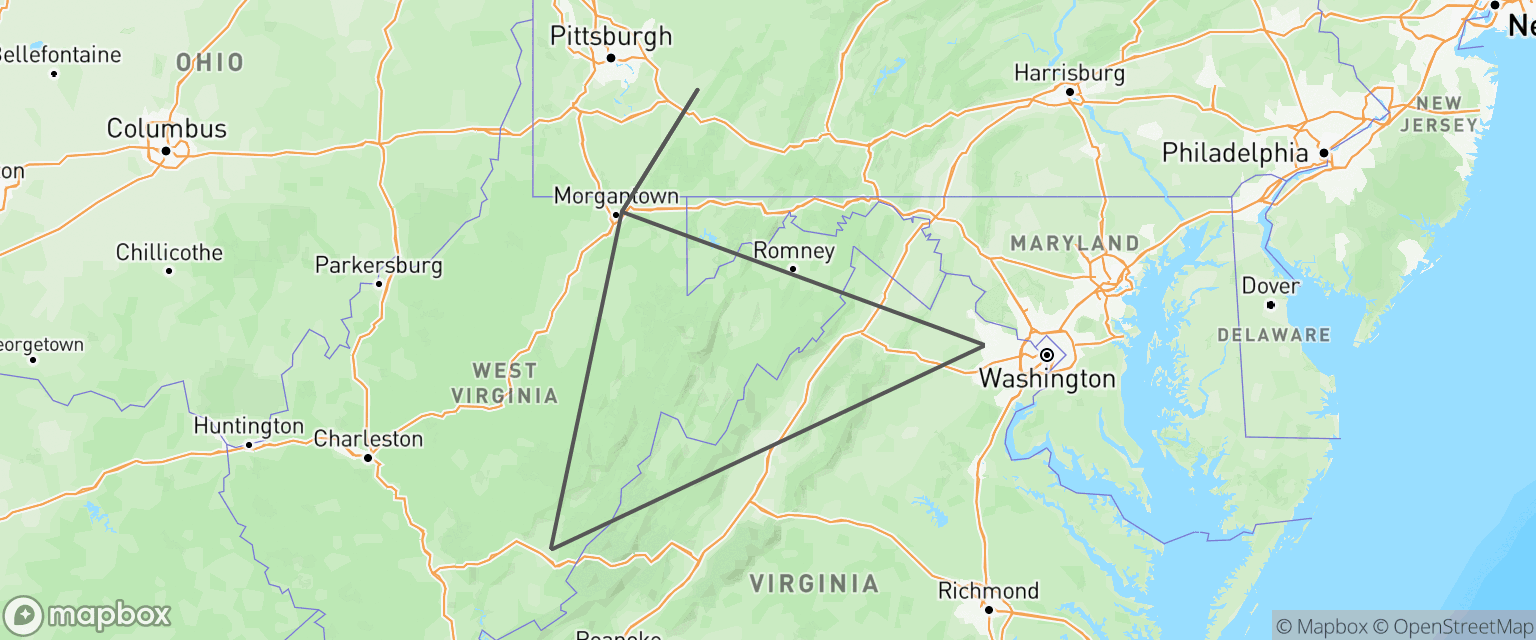 Pittsburgh
Bellefontaine
OHIO
Harrisburg
Ne
NEW
JERSEY
Columbus
Philadelphia
on
Morgantown
MARYLAND
Chillicothe
Romney
Parkersburg
Dover
DELAWARE
eorgetown
WEST
VIRGINIA
Washington
Huntington
Charleston
VIRGINIA
Richmond
Roanoke
mapbox
© Mapbox © OpenStreetMap